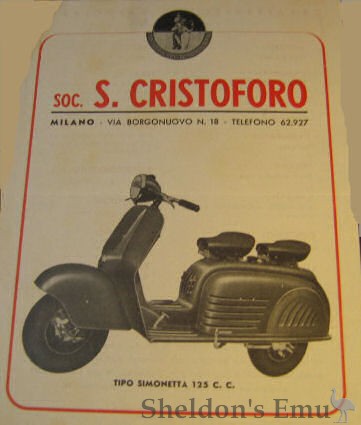 SOC. S. CRISTOFORO
MILANO - VIA BORGONUOVO N. 18 - TELEFONO 62.927
TIPO SIMONETTA 125 C. C.
Sheldon's Emu